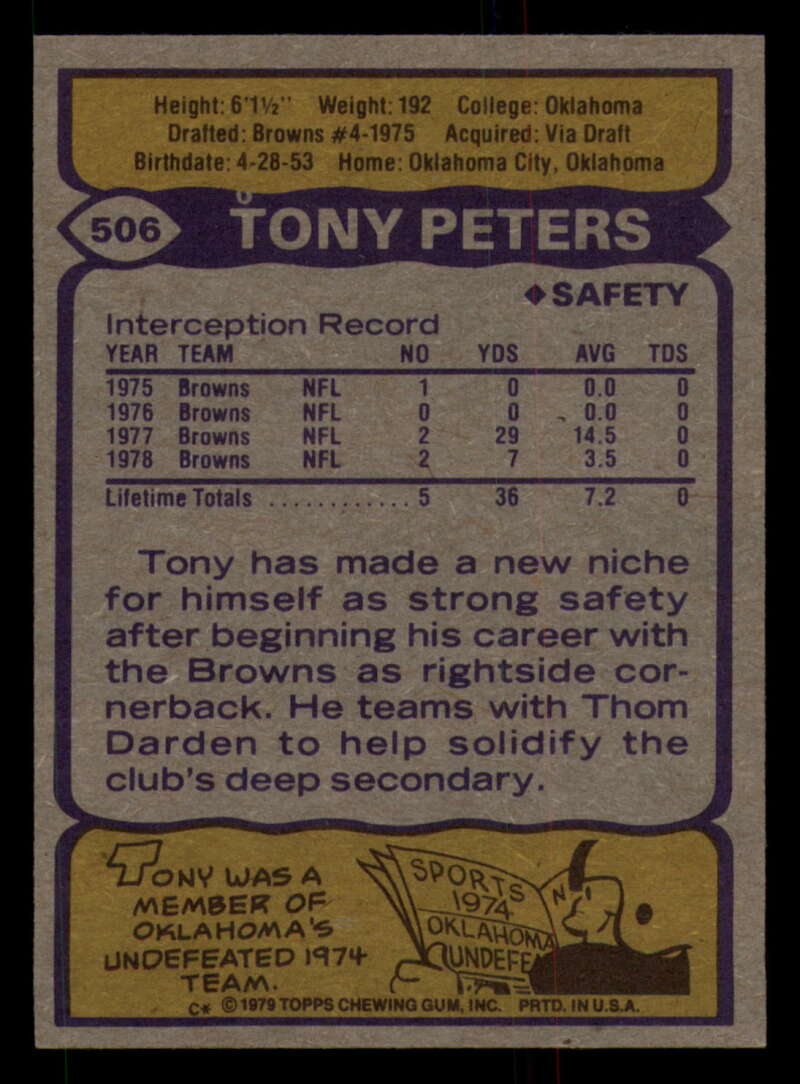 Height: 6'1½" Weight: 192 College: Oklahoma
Drafted: Browns #4-1975 Acquired: Via Draft
Birthdate: 4-28-53 Home: Oklahoma City, Oklahoma
506 TONY PETERS
♦SAFETY
Interception Record
YEAR TEAM NO YDS AVG TDS
1975 Browns NFL 1 0 0.0 0
1976 Browns NFL 0 0 0.0 0
1977 Browns NFL 2 29 14.5 0
1978 Browns NFL 2 7 3.5 0
Lifetime Totals ............ 5 36 7.2 0
Tony has made a new niche
for himself as strong safety
after beginning his career with
the Browns as rightside cor-
nerback. He teams with Thom
Darden to help solidify the
club's deep secondary.
TONY WAS A
MEMBER OF
OKLAHOMA'S
UNDEFEATED 1974
TEAM.
SPORTS
1974
OKLAHOMA
UNDEFE
N
C* © 1979 TOPPS CHEWING GUM, INC. PRTD. IN U.S.A.